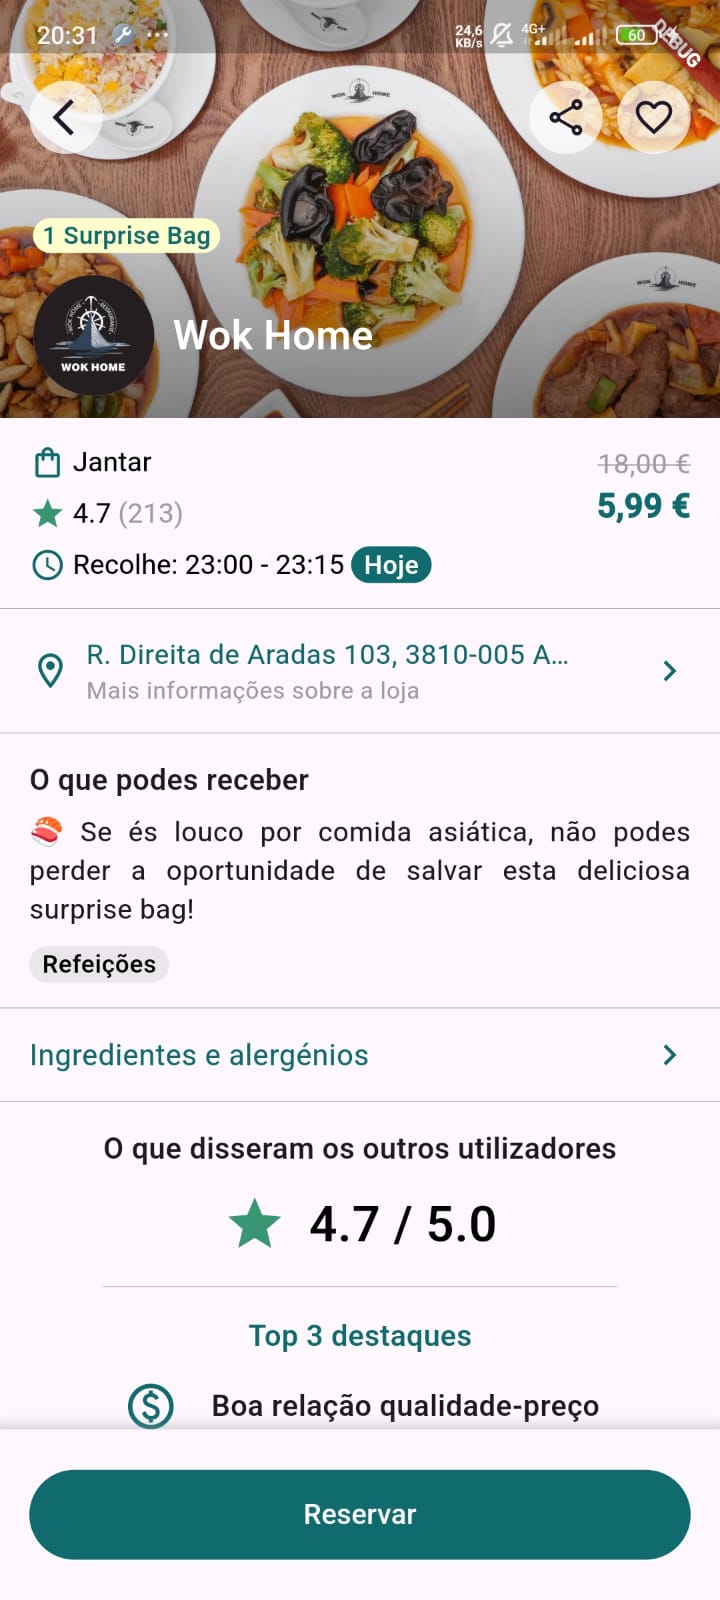 20:31
24,6
KB/s
4G+
60
DEBUG
WOK HOME
WOK HOME
1 Surprise Bag
WOK HOME
Wok Home
Jantar
18,00 €
4.7 (213)
5,99 €
Recolhe: 23:00 - 23:15 Hoje
R. Direita de Aradas 103, 3810-005 A...
Mais informações sobre a loja
O que podes receber
🍣 Se és louco por comida asiática, não podes
perder a oportunidade de salvar esta deliciosa
surprise bag!
Refeições
Ingredientes e alergénios
O que disseram os outros utilizadores
4.7 / 5.0
Top 3 destaques
Boa relação qualidade-preço
Reservar